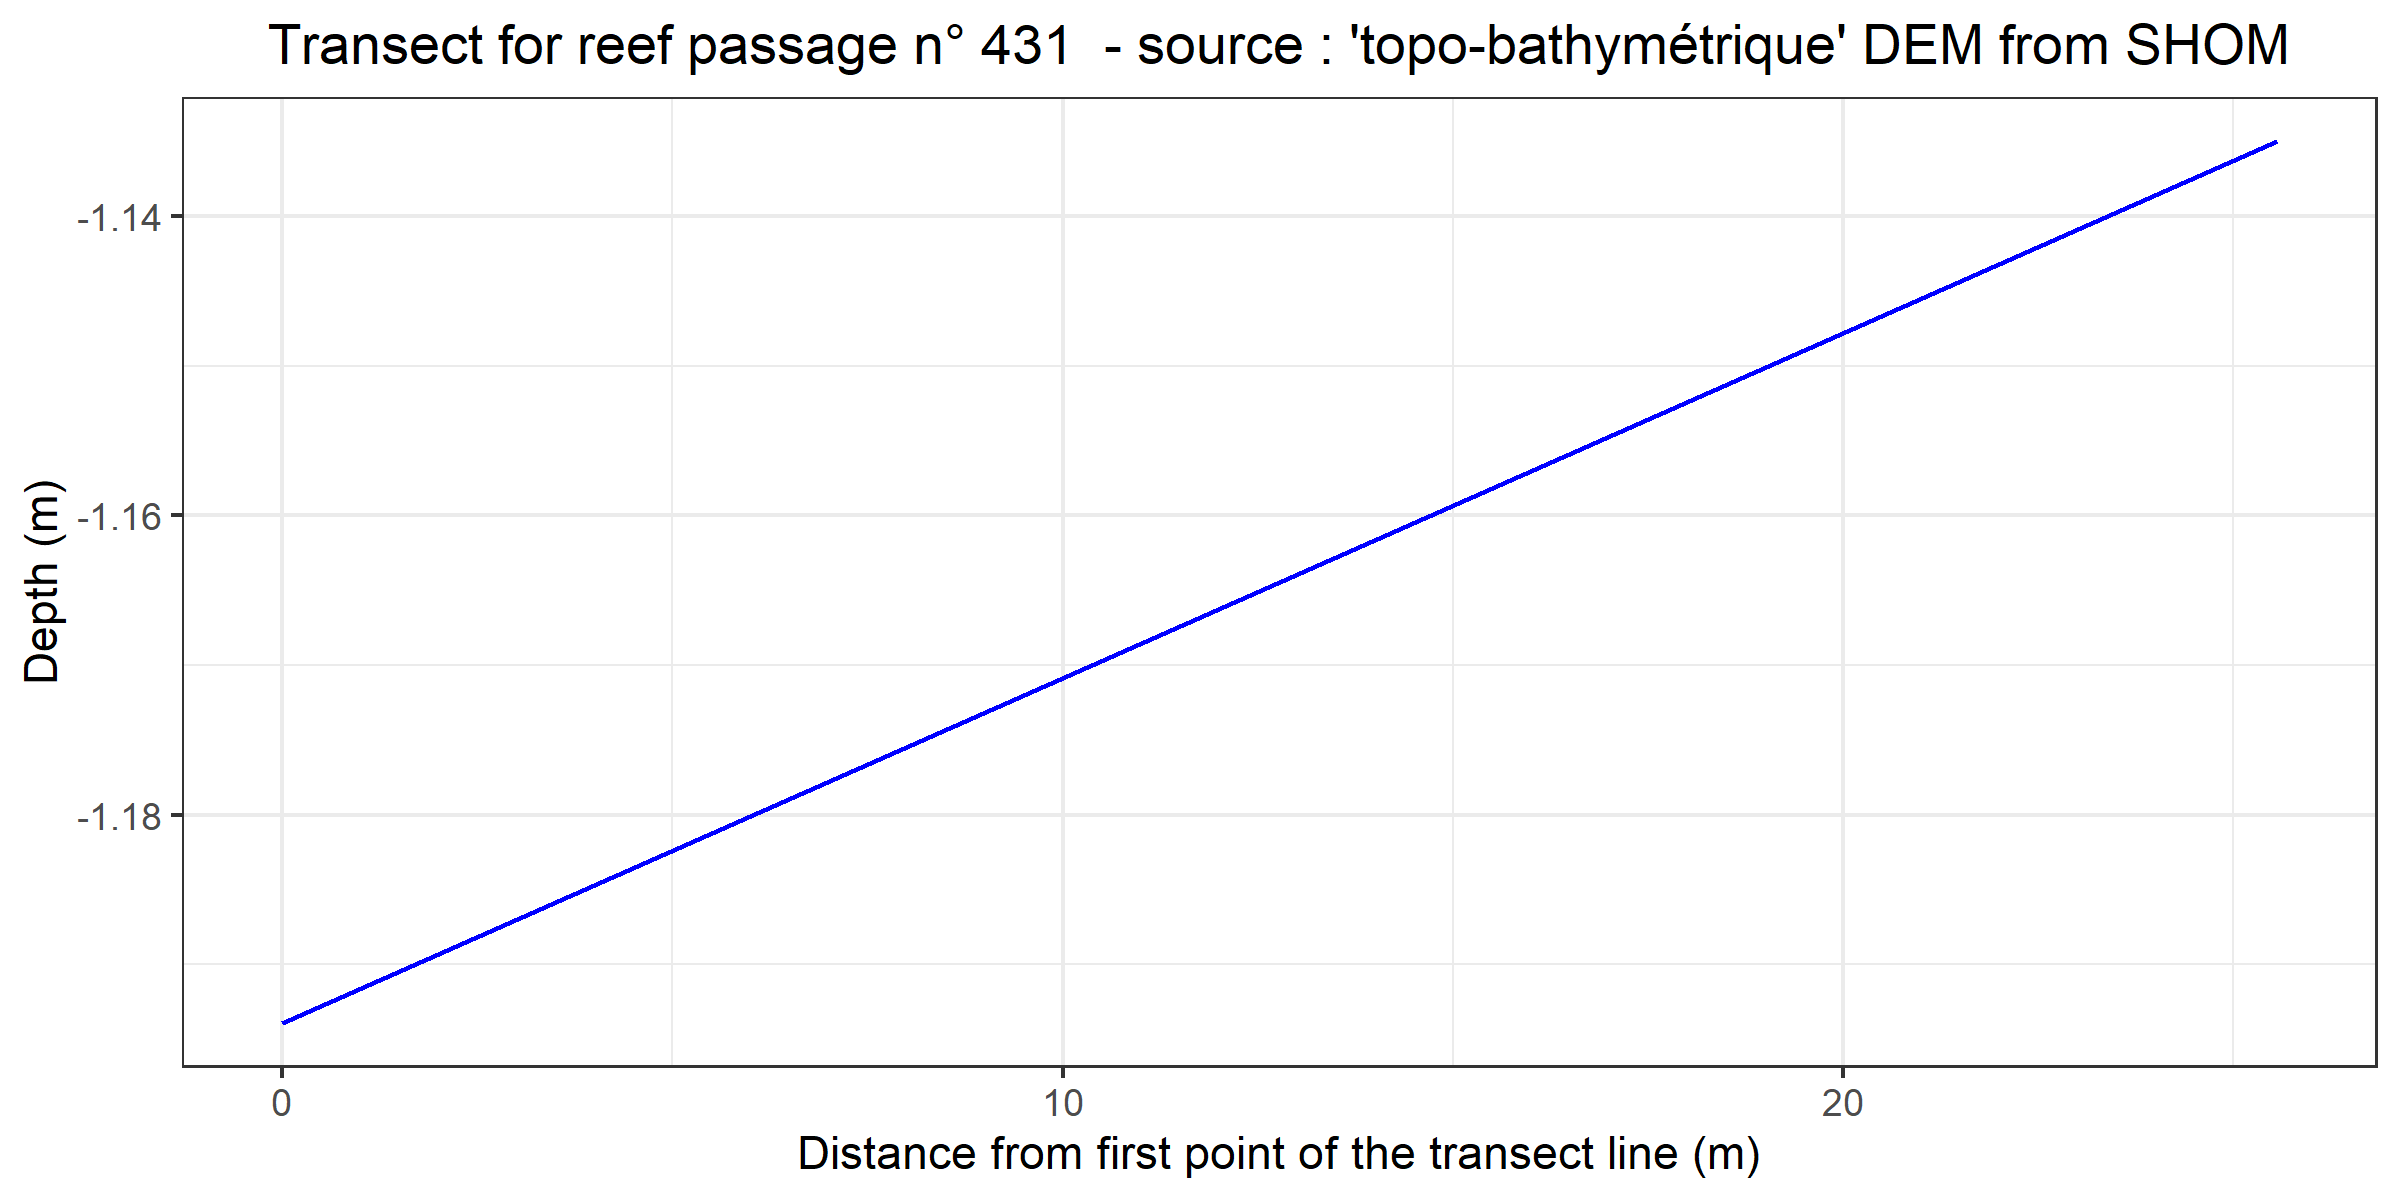 Transect for reef passage n° 431  - source : 'topo-bathymétrique' DEM from SHOM
Depth (m)
-1.14
-1.16
-1.18
0
10
20
Distance from first point of the transect line (m)